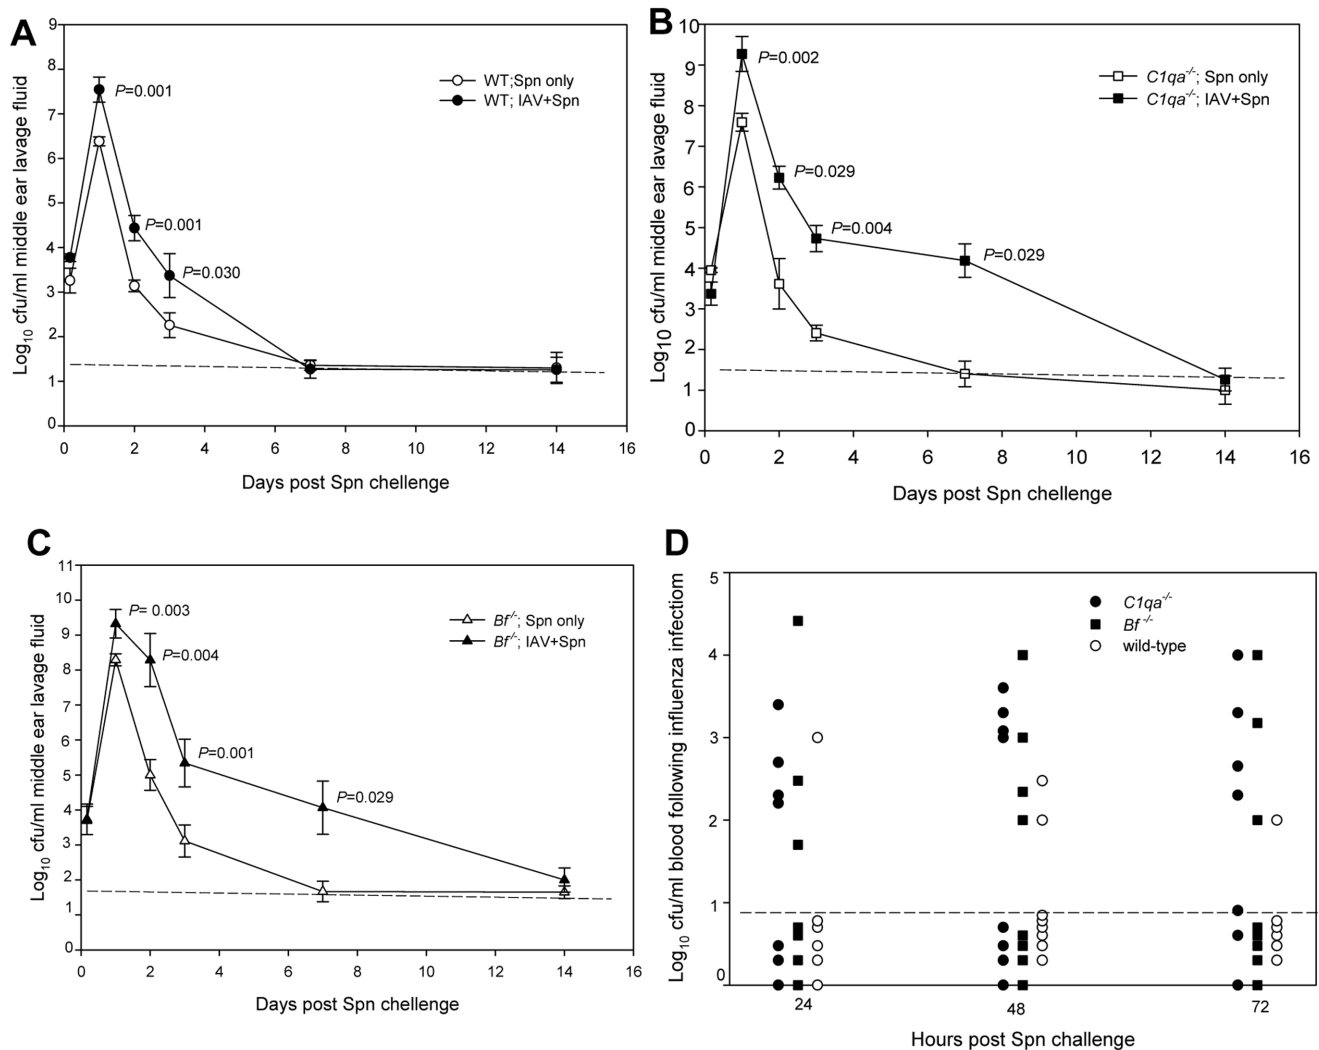 A
9
8
7
6
5
4
3
2
1
0
Log10 cfu/ml middle ear lavage fluid
WT;Spn only
WT; IAV+Spn
P=0.001
P=0.001
P=0.030
0 2 4 6 8 10 12 14 16
Days post Spn chellenge
B
10
9
8
7
6
5
4
3
2
1
0
Log10 cfu/ml middle ear lavage fluid
C1qa-/-; Spn only
C1qa-/-; IAV+Spn
P=0.002
P=0.029
P=0.004
P=0.029
0 2 4 6 8 10 12 14 16
Days post Spn chellenge
C
11
10
9
8
7
6
5
4
3
2
1
0
Log10 cfu/ml middle ear lavage fluid
Bf-/-; Spn only
Bf-/-; IAV+Spn
P= 0.003
P=0.004
P=0.001
P=0.029
0 2 4 6 8 10 12 14 16
Days post Spn chellenge
D
5
4
3
2
1
0
Log10 cfu/ml blood following influenza infectiom
C1qa-/-
Bf -/-
wild-type
24 48 72
Hours post Spn challenge